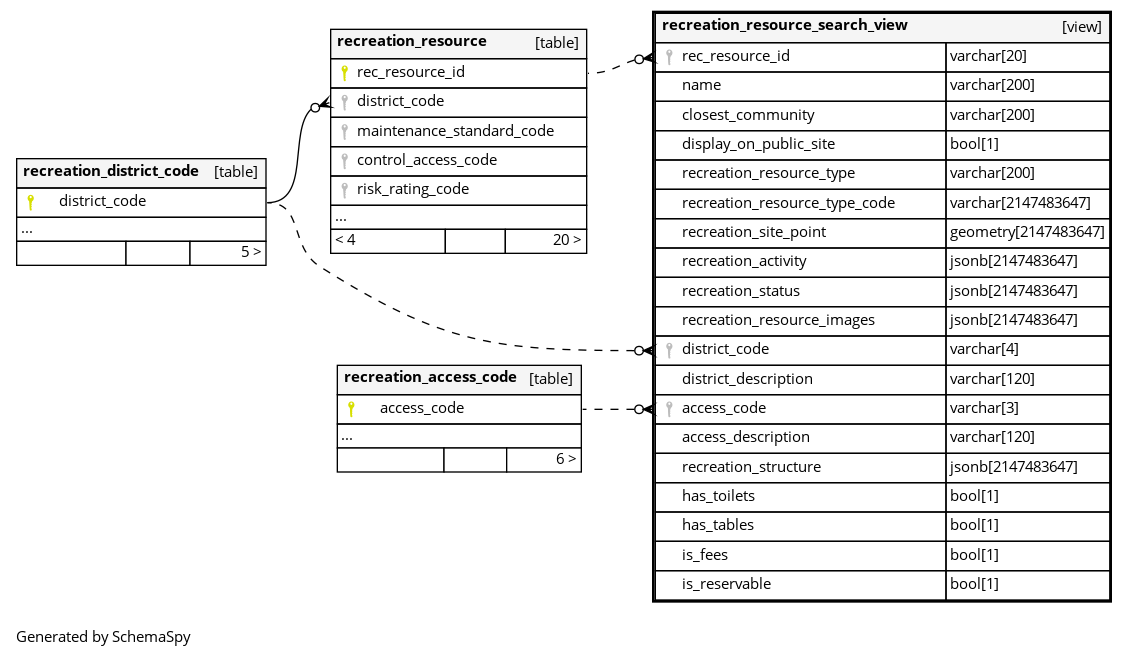 recreation_district_code [table]
district_code
...
5 >
recreation_resource [table]
rec_resource_id
district_code
maintenance_standard_code
control_access_code
risk_rating_code
...
< 4 20 >
recreation_access_code [table]
access_code
...
6 >
recreation_resource_search_view [view]
rec_resource_id varchar[20]
name varchar[200]
closest_community varchar[200]
display_on_public_site bool[1]
recreation_resource_type varchar[200]
recreation_resource_type_code varchar[2147483647]
recreation_site_point geometry[2147483647]
recreation_activity jsonb[2147483647]
recreation_status jsonb[2147483647]
recreation_resource_images jsonb[2147483647]
district_code varchar[4]
district_description varchar[120]
access_code varchar[3]
access_description varchar[120]
recreation_structure jsonb[2147483647]
has_toilets bool[1]
has_tables bool[1]
is_fees bool[1]
is_reservable bool[1]
Generated by SchemaSpy